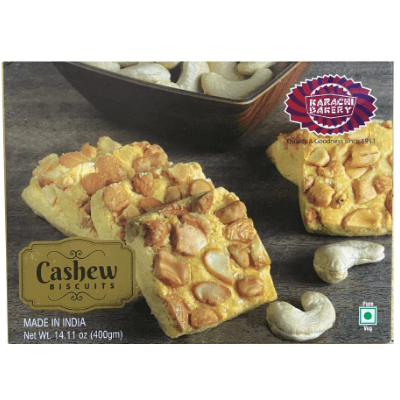 KARACHI
BAKERY
Quality & Goodness since 1953
Cashew
BISCUITS
MADE IN INDIA
Net Wt. 14.11 oz (400gm)
Pure
Veg